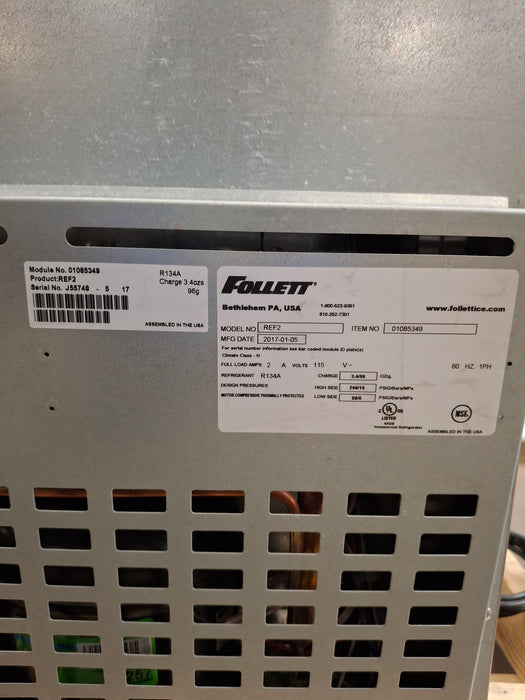 Module No. 01085349
Product:REF2
Serial No. J55748 - 5 17
R134A
Charge 3.4ozs
96g
ASSEMBLED IN THE USA
FOLLETT®
Bethlehem PA, USA
1-800-523-9361
610-252-7301
www.follettice.com
MODEL NO REF2 ITEM NO 01085349
MFG DATE 2017-01-05
For serial number information see bar coded module ID plate(s)
Climate Class - N
FULL LOAD AMPS 2 A VOLTS 115 V~ 60 HZ 1PH
REFRIGERANT R134A CHARGE 3.4/96 OZ/g
DESIGN PRESSURES HIGH SIDE 240/16 PSIG/Bars/MPa
MOTOR COMPRESSOR THERMALLY PROTECTED LOW SIDE 88/6 PSIG/Bars/MPa
C UL US
LISTED
NSF.
"Commercial Refrigerator
ASSEMBLED IN THE USA
251